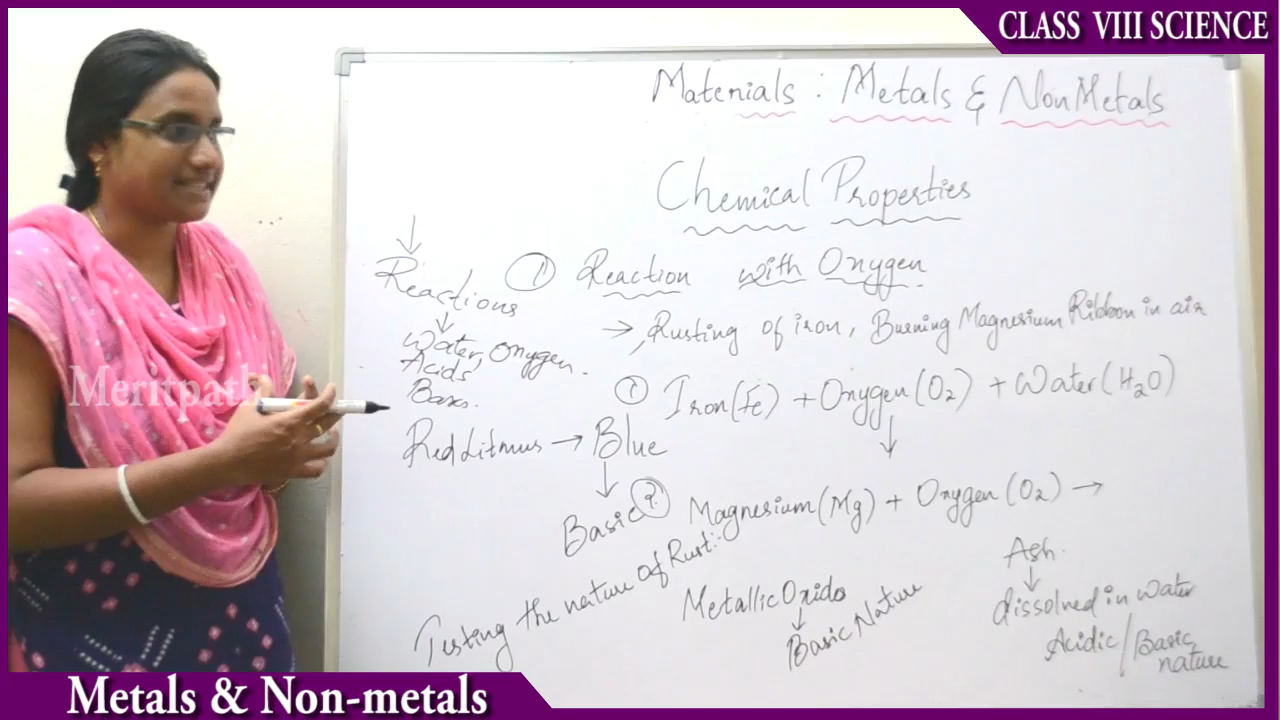 CLASS VIII SCIENCE
Materials : Metals & NonMetals
Chemical Properties
Reactions
Water, Oxygen.
Acids,
Bases.
① Reaction with Oxygen
→ Rusting of iron, Burning Magnesium Ribbon in air
① Iron(Fe) + Oxygen(O2) + Water(H2O)
↓
Red Litmus → Blue
↓
Basic
② Magnesium(Mg) + Oxygen(O2) →
Testing the nature of Rust:-
Metallic Oxide
↓
Basic Nature
Ash.
↓
dissolved in water
Acidic/Basic
nature
Meritpath
Metals & Non-metals